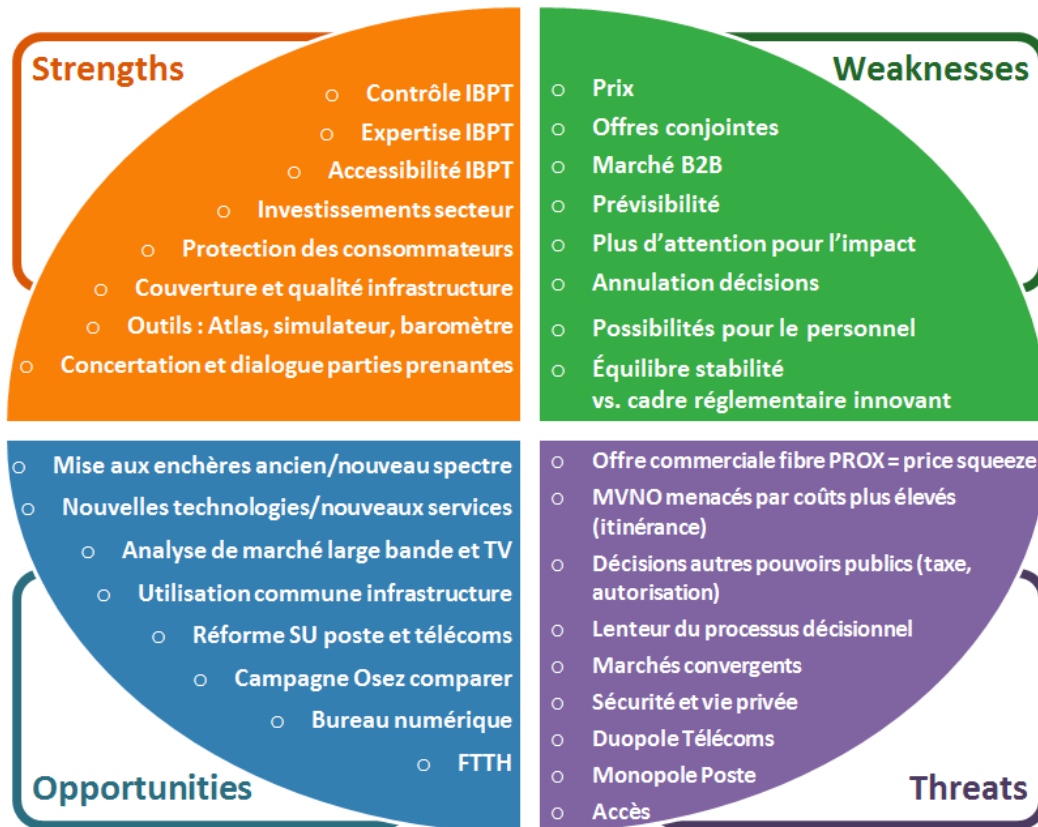 Strengths
○ Contrôle IBPT
○ Expertise IBPT
○ Accessibilité IBPT
○ Investissements secteur
○ Protection des consommateurs
○ Couverture et qualité infrastructure
○ Outils : Atlas, simulateur, baromètre
○ Concertation et dialogue parties prenantes
Weaknesses
○ Prix
○ Offres conjointes
○ Marché B2B
○ Prévisibilité
○ Plus d’attention pour l’impact
○ Annulation décisions
○ Possibilités pour le personnel
○ Équilibre stabilité
vs. cadre réglementaire innovant
○ Mise aux enchères ancien/nouveau spectre
○ Nouvelles technologies/nouveaux services
○ Analyse de marché large bande et TV
○ Utilisation commune infrastructure
○ Réforme SU poste et télécoms
○ Campagne Osez comparer
○ Bureau numérique
○ FTTH
Opportunities
○ Offre commerciale fibre PROX = price squeeze
○ MVNO menacés par coûts plus élevés
(itinérance)
○ Décisions autres pouvoirs publics (taxe,
autorisation)
○ Lenteur du processus décisionnel
○ Marchés convergents
○ Sécurité et vie privée
○ Duopole Télécoms
○ Monopole Poste
○ Accès
Threats